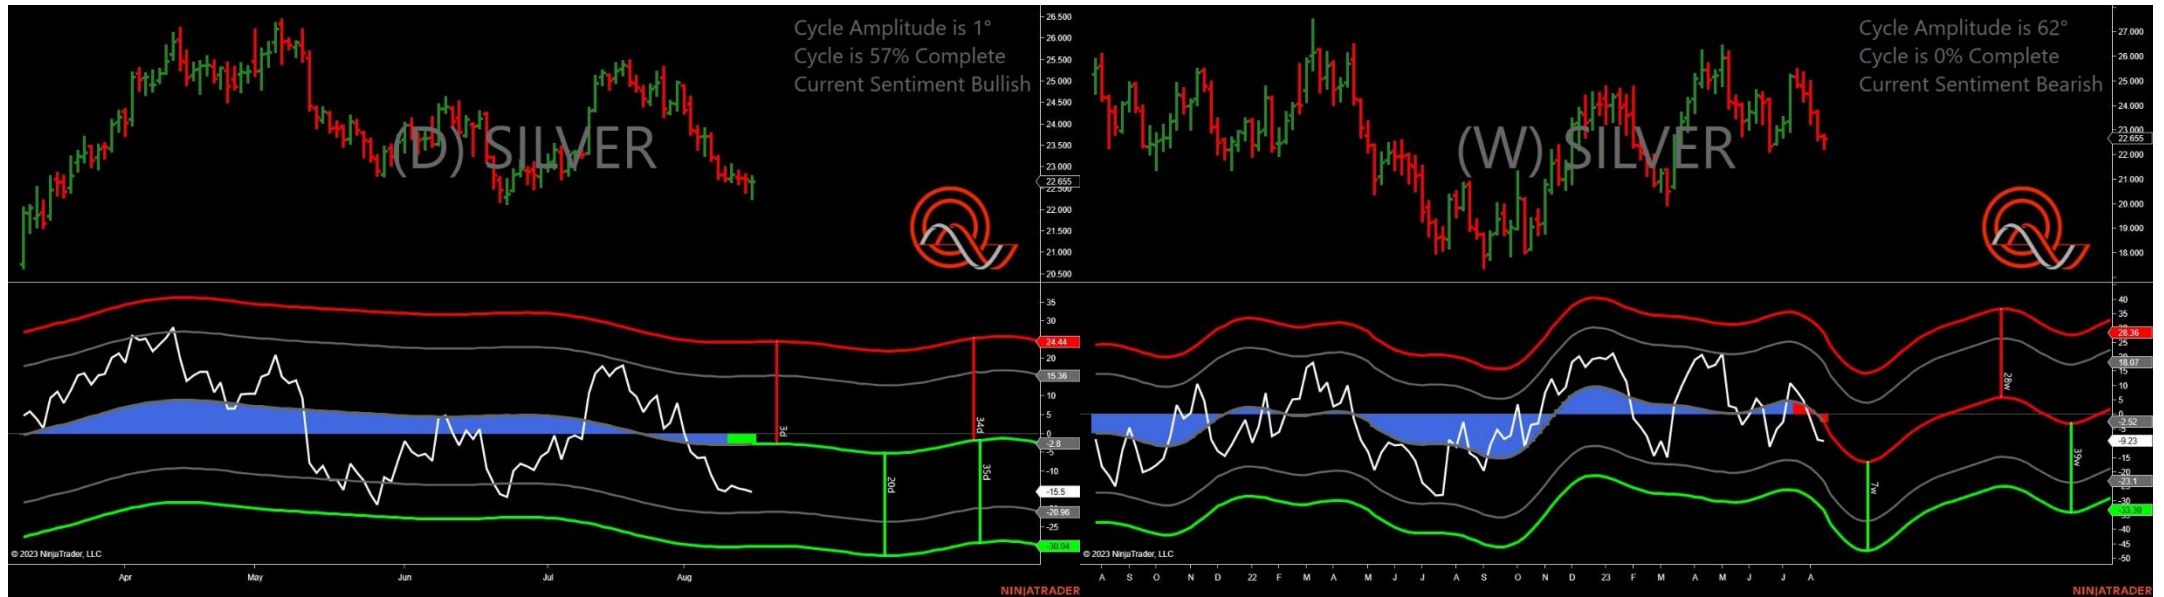 Cycle Amplitude is 1°
Cycle is 57% Complete
Current Sentiment Bullish
(D) SILVER
26.500
26.000
25.500
25.000
24.500
24.000
23.500
23.000
22.655
22.500
22.000
21.500
21.000
20.500
35
30
24.44
20
15.36
10
5
0
-2.8
-5
-10
-15.5
-20.96
-25
-30.04
3d
34d
20d
35d
© 2023 NinjaTrader, LLC
Apr May Jun Jul Aug
NINJATRADER
Cycle Amplitude is 62°
Cycle is 0% Complete
Current Sentiment Bearish
(W) SILVER
27.000
26.000
25.000
24.000
23.000
22.655
22.000
21.000
20.000
19.000
18.000
40
35
28.36
25
18.07
15
10
5
0
-2.52
-5
-9.23
-15
-20
-23.1
-33.39
-40
-45
-50
28w
7w
39w
© 2023 NinjaTrader, LLC
A S O N D 22 F M A M J J A S O N D 23 F M A M J J A
NINJATRADER